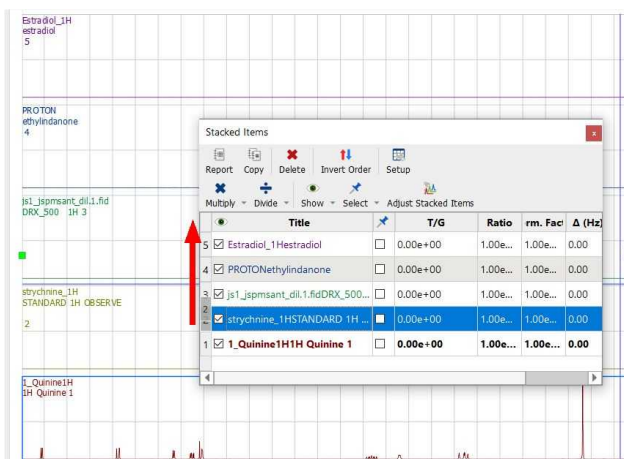 Estradiol_1H
estradiol
5
PROTON
ethylindanone
4
js1_jspmsant_dil.1.fid
DRX_500 1H 3
strychnine_1H
STANDARD 1H OBSERVE
2
1_Quinine1H
1H Quinine 1
Stacked Items
x
Report Copy Delete Invert Order Setup
Multiply Divide Show Select Adjust Stacked Items
Title T/G Ratio rm. Fact Δ (Hz)
5 Estradiol_1Hestradiol 0.00e+00 1.00e... 1.00e... 0.00
4 PROTONethylindanone 0.00e+00 1.00e... 1.00e... 0.00
3 js1_jspmsant_dil.1.fidDRX_500... 0.00e+00 1.00e... 1.00e... 0.00
2 strychnine_1HSTANDARD 1H ... 0.00e+00 1.00e... 1.00e... 0.00
1 1_Quinine1H1H Quinine 1 0.00e+00 1.00e... 1.00e... 0.00